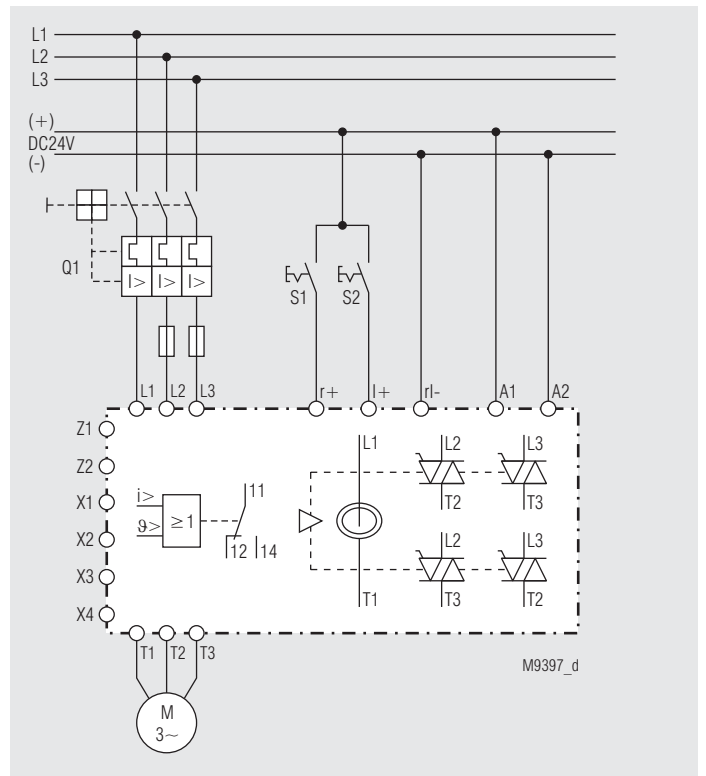 L1
L2
L3
(+)
DC24V
(-)
Q1
I> I> I>
S1 S2
L1 L2 L3 r+ l+ rl- A1 A2
Z1
Z2
X1
X2
X3
X4
i>
ϑ>
≥1
11
12 14
L1 L2 L3
T2 T3
L2 L3
T1 T3 T2
T1 T2 T3
M
3~
M9397_d